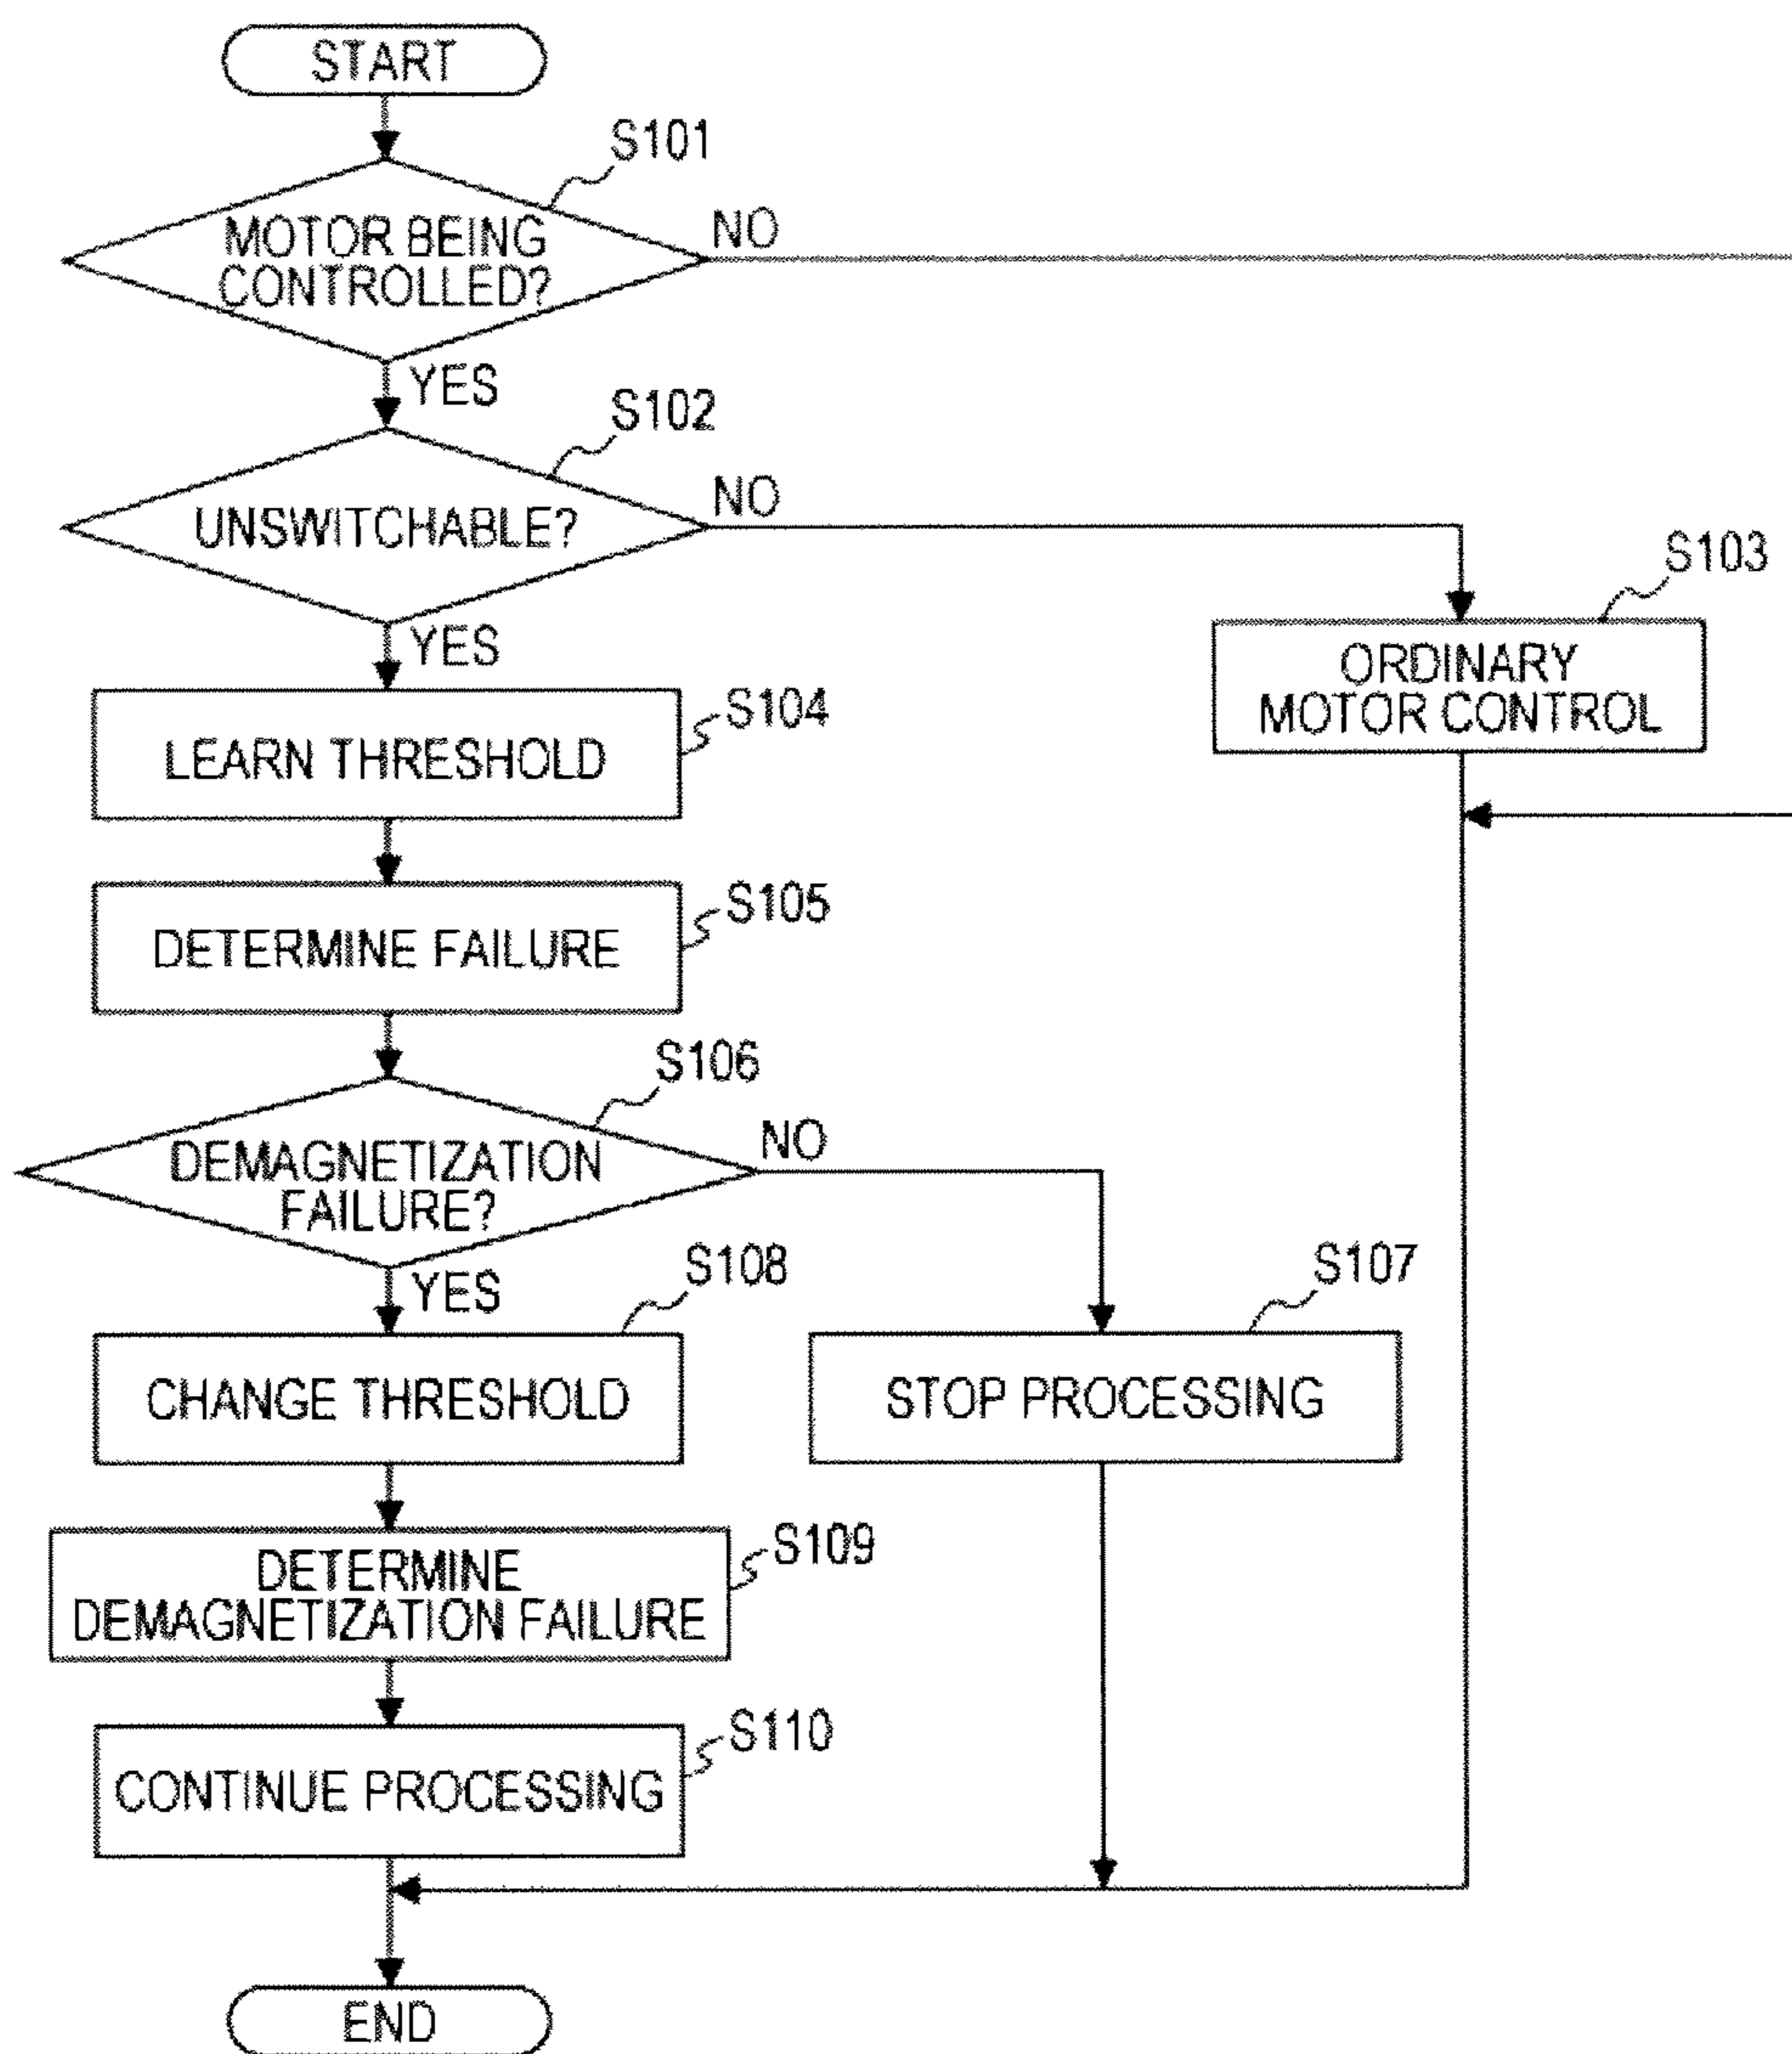 START
S101
MOTOR BEING
CONTROLLED?
NO
YES
S102
UNSWITCHABLE?
NO
S103
ORDINARY
MOTOR CONTROL
YES
S104
LEARN THRESHOLD
S105
DETERMINE FAILURE
S106
DEMAGNETIZATION
FAILURE?
NO
YES
S108
CHANGE THRESHOLD
S107
STOP PROCESSING
S109
DETERMINE
DEMAGNETIZATION FAILURE
S110
CONTINUE PROCESSING
END